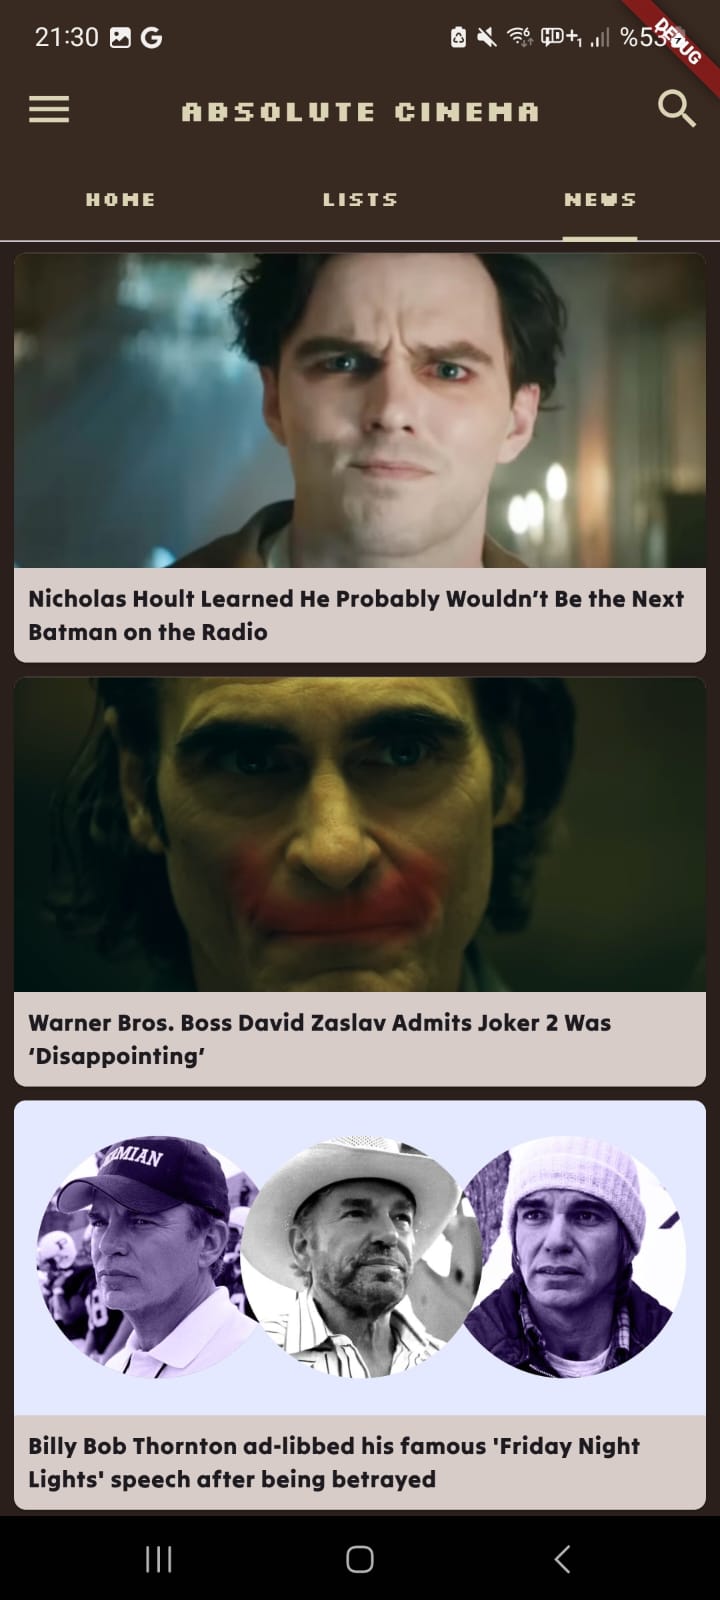 21:30
HD+
%53
DEBUG
ABSOLUTE CINEMA
HOME
LISTS
NEWS
Nicholas Hoult Learned He Probably Wouldn’t Be the Next
Batman on the Radio
Warner Bros. Boss David Zaslav Admits Joker 2 Was
‘Disappointing’
Billy Bob Thornton ad-libbed his famous 'Friday Night
Lights' speech after being betrayed